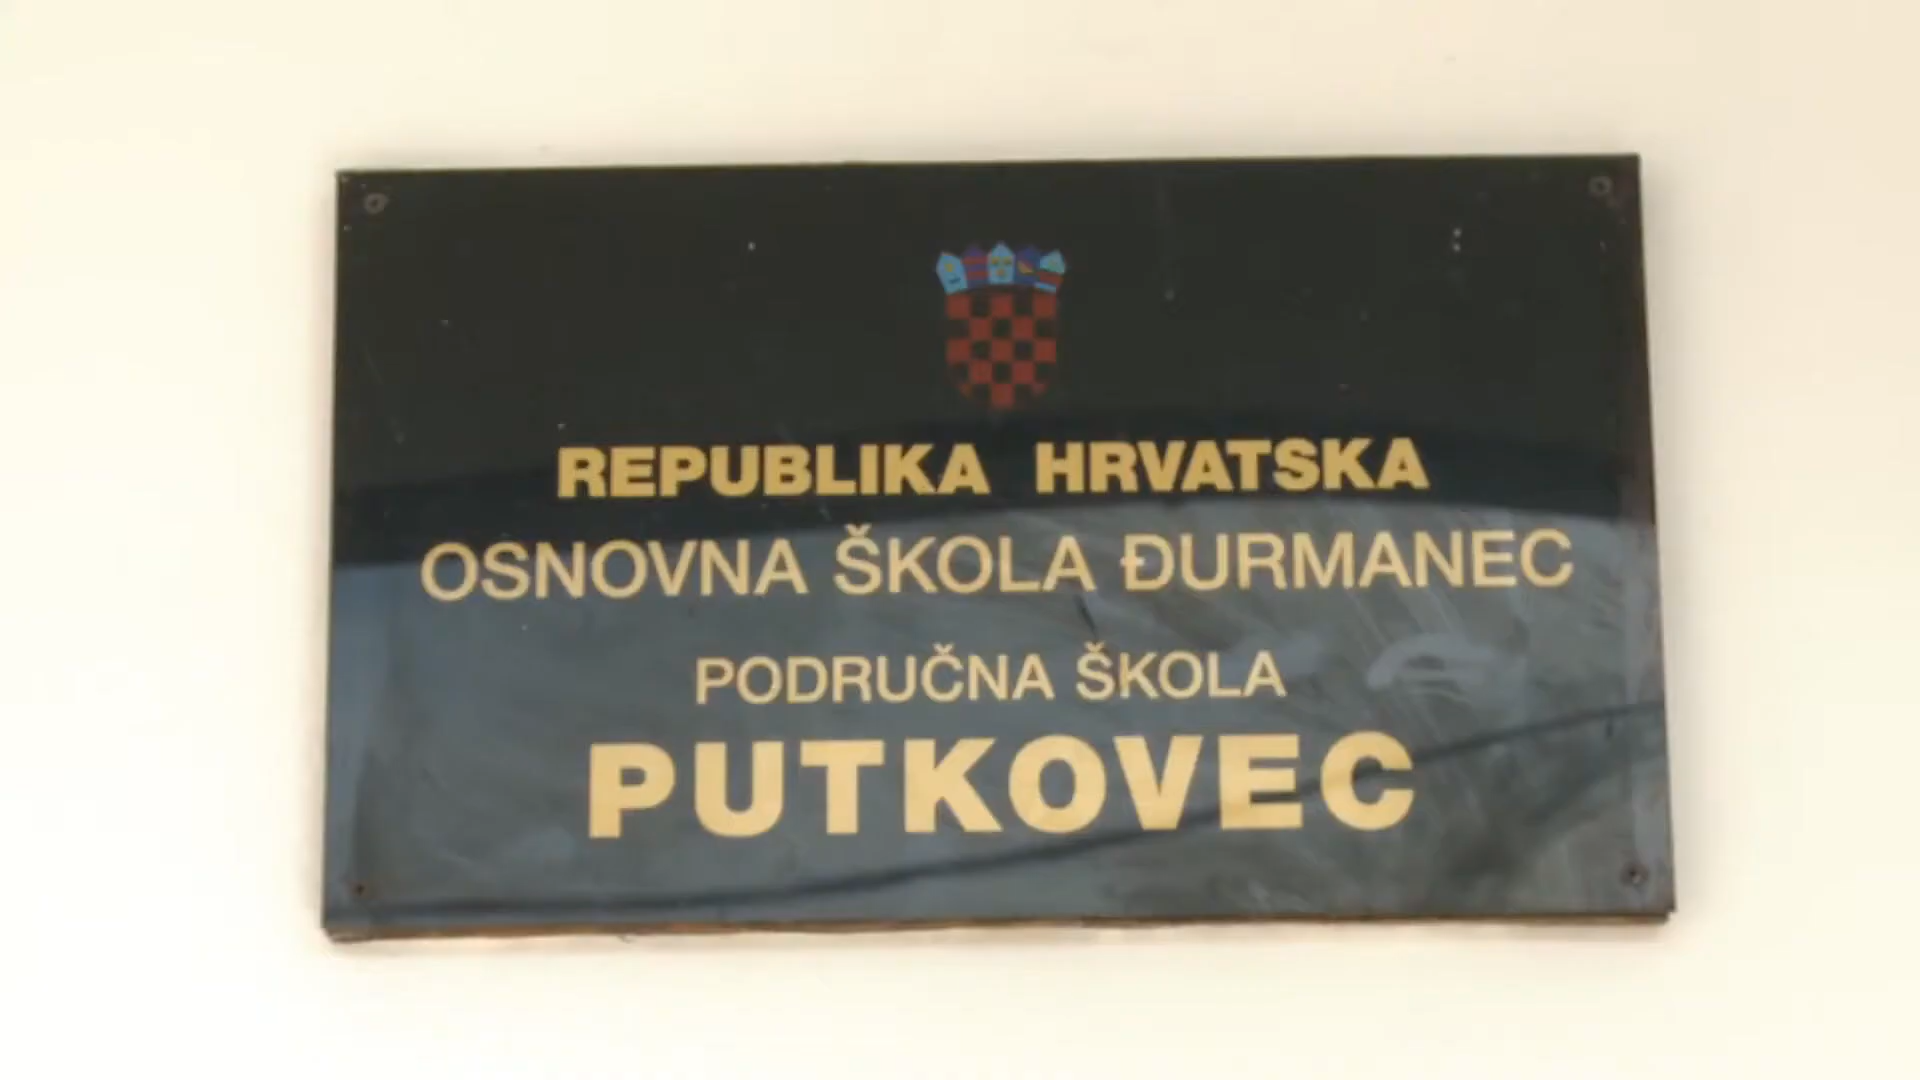 REPUBLIKA HRVATSKA
OSNOVNA ŠKOLA ĐURMANEC
PODRUČNA ŠKOLA
PUTKOVEC